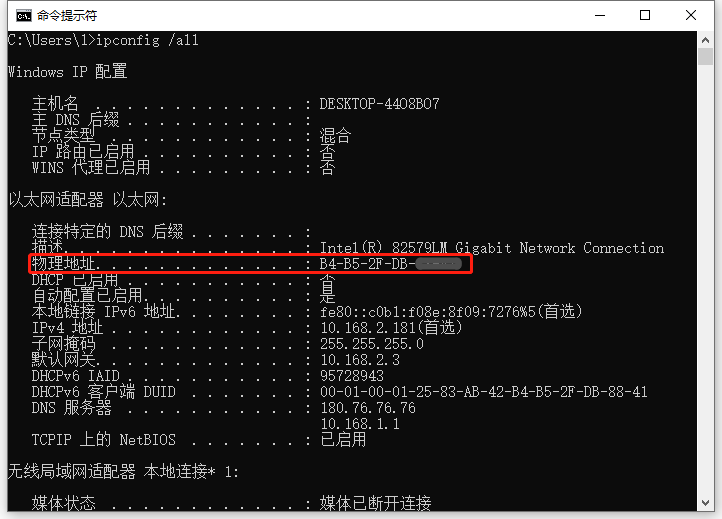 命令提示符
C:\Users\1>ipconfig /all
Windows IP 配置
主机名 . . . . . . . . . . . . . : DESKTOP-44O8BO7
主 DNS 后缀 . . . . . . . . . . . :
节点类型 . . . . . . . . . . . . : 混合
IP 路由已启用 . . . . . . . . . . : 否
WINS 代理已启用 . . . . . . . . . : 否
以太网适配器 以太网:
连接特定的 DNS 后缀 . . . . . . . :
描述. . . . . . . . . . . . . . . : Intel(R) 82579LM Gigabit Network Connection
物理地址. . . . . . . . . . . . . : B4-B5-2F-DB-
DHCP 已启用 . . . . . . . . . . . : 否
自动配置已启用. . . . . . . . . . : 是
本地链接 IPv6 地址. . . . . . . . : fe80::c0b1:f08e:8f09:7276%5(首选)
IPv4 地址 . . . . . . . . . . . . : 10.168.2.181(首选)
子网掩码 . . . . . . . . . . . . : 255.255.255.0
默认网关. . . . . . . . . . . . . : 10.168.2.3
DHCPv6 IAID . . . . . . . . . . . : 95728943
DHCPv6 客户端 DUID . . . . . . . : 00-01-00-01-25-83-AB-42-B4-B5-2F-DB-88-41
DNS 服务器 . . . . . . . . . . . : 180.76.76.76
10.168.1.1
TCPIP 上的 NetBIOS . . . . . . . : 已启用
无线局域网适配器 本地连接* 1:
媒体状态 . . . . . . . . . . . . : 媒体已断开连接